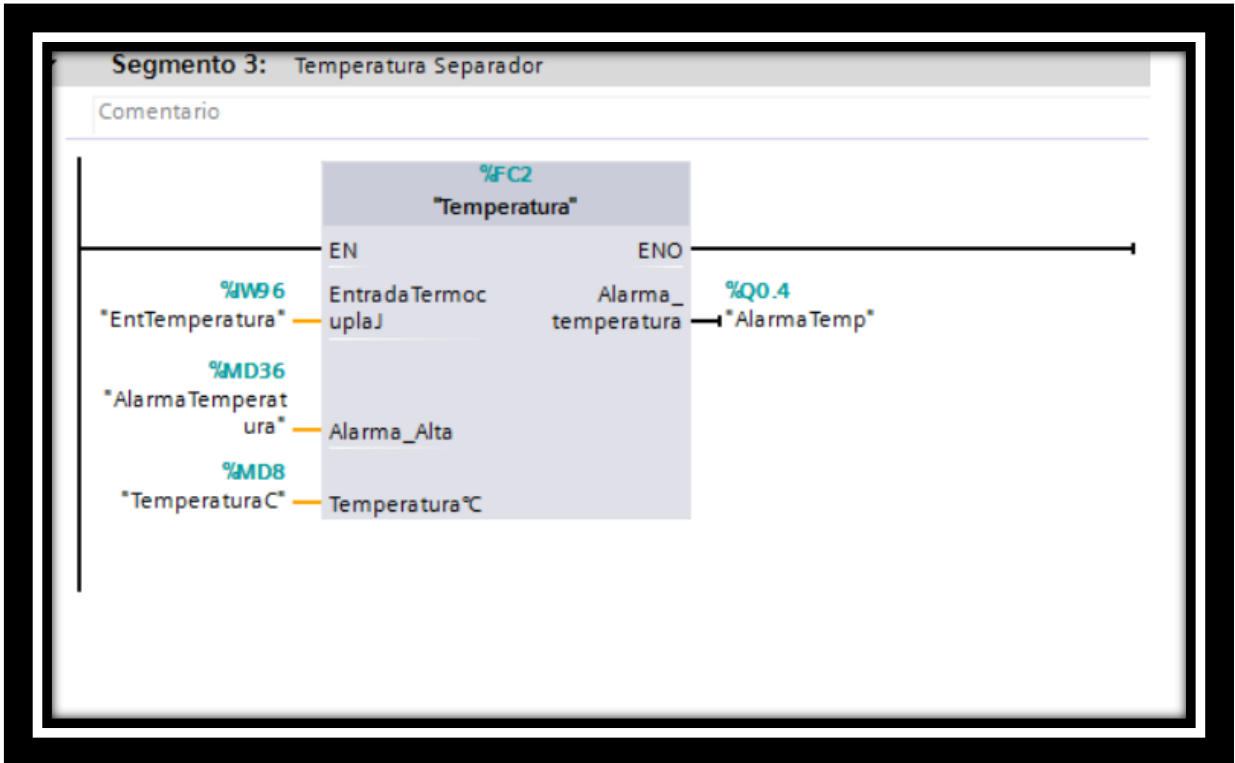 Segmento 3: Temperatura Separador
Comentario
%FC2
"Temperatura"
EN ENO
%IW96
"EntTemperatura"
EntradaTermoc
uplaJ
Alarma_
temperatura
%Q0.4
"AlarmaTemp"
%MD36
"AlarmaTemperat
ura"
Alarma_Alta
%MD8
"TemperaturaC"
Temperatura°C